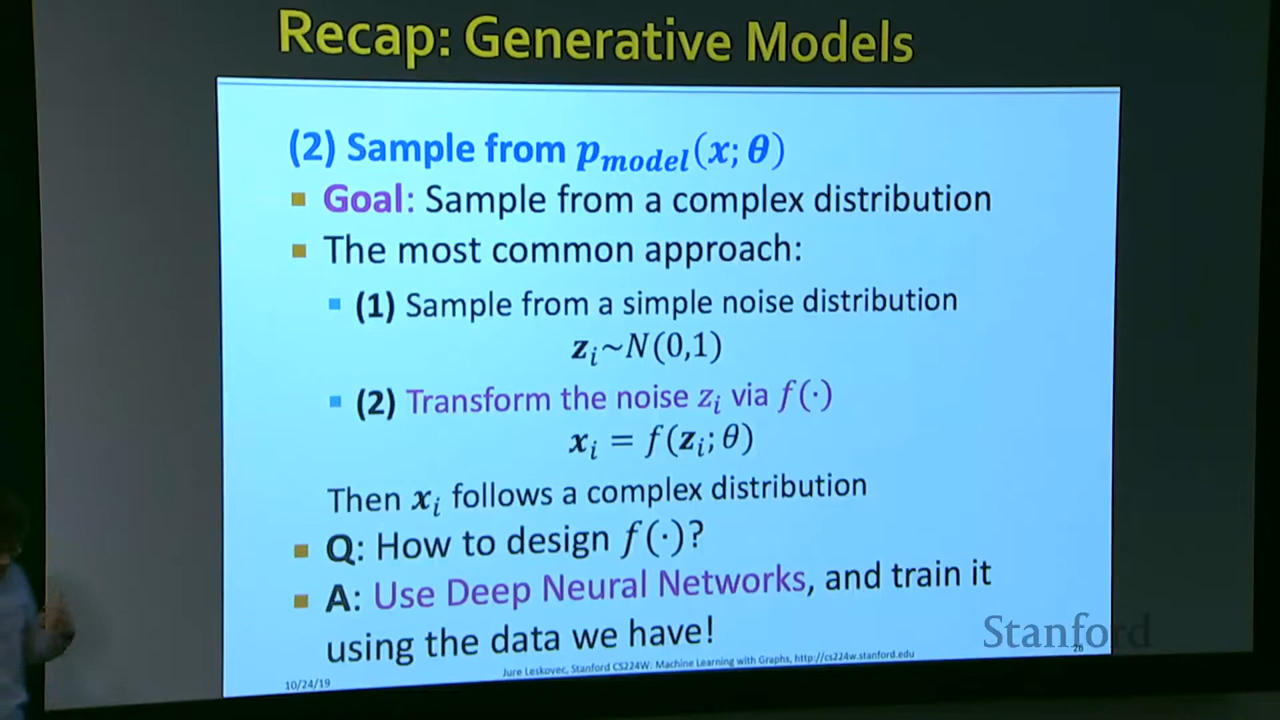 Recap: Generative Models
(2) Sample from p_model(x; θ)
Goal: Sample from a complex distribution
The most common approach:
(1) Sample from a simple noise distribution
z_i~N(0,1)
(2) Transform the noise z_i via f(·)
x_i = f(z_i; θ)
Then x_i follows a complex distribution
Q: How to design f(·)?
A: Use Deep Neural Networks, and train it
using the data we have!
Stanford
10/24/19
Jure Leskovec, Stanford CS224W: Machine Learning with Graphs, http://cs224w.stanford.edu